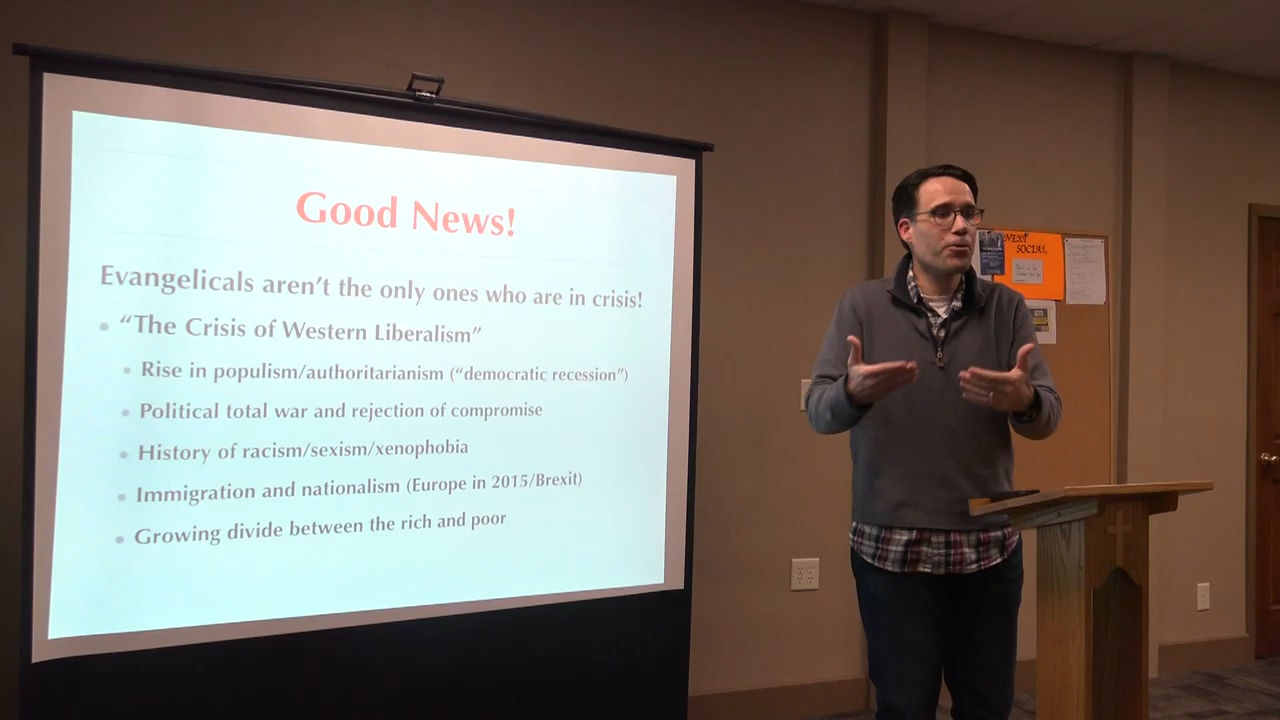 Good News!
Evangelicals aren't the only ones who are in crisis!
• "The Crisis of Western Liberalism"
• Rise in populism/authoritarianism ("democratic recession")
• Political total war and rejection of compromise
• History of racism/sexism/xenophobia
• Immigration and nationalism (Europe in 2015/Brexit)
• Growing divide between the rich and poor
NEXT
SOCIAL